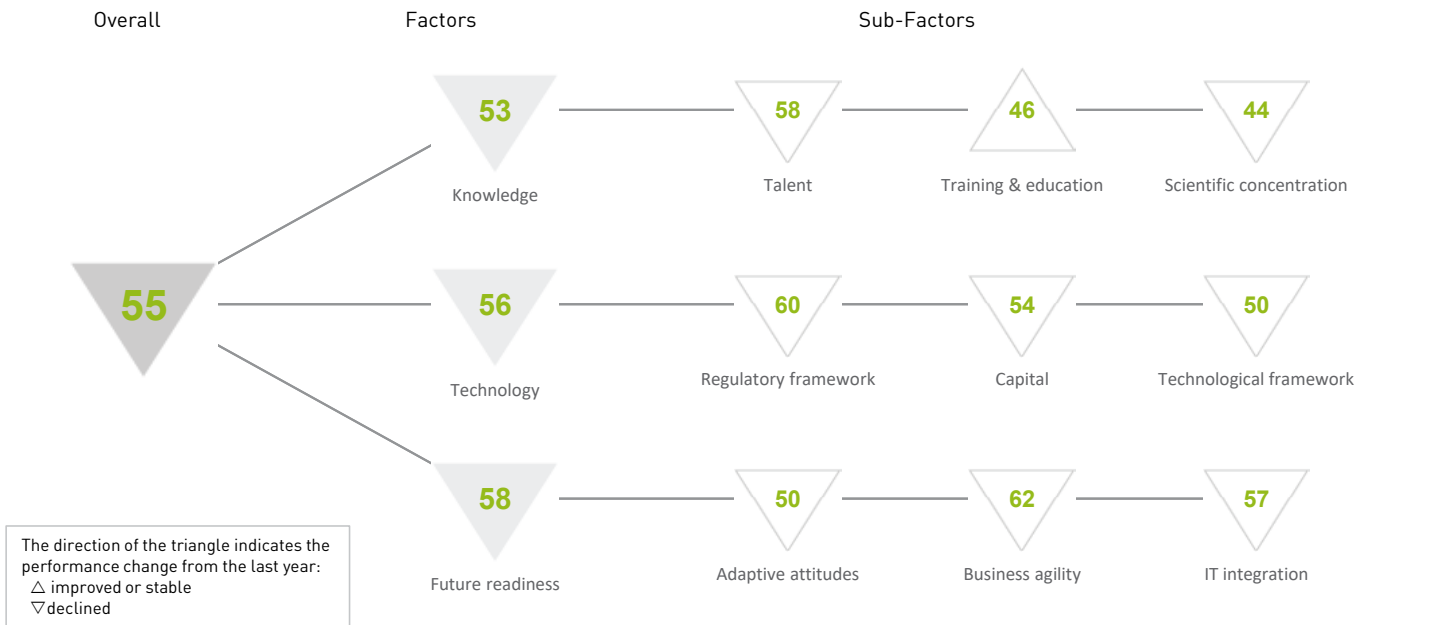 Overall
Factors
Sub-Factors
53
58
46
44
Knowledge
Talent
Training & education
Scientific concentration
55
56
60
54
50
Technology
Regulatory framework
Capital
Technological framework
58
50
62
57
Future readiness
Adaptive attitudes
Business agility
IT integration
The direction of the triangle indicates the
performance change from the last year:
△ improved or stable
▽ declined